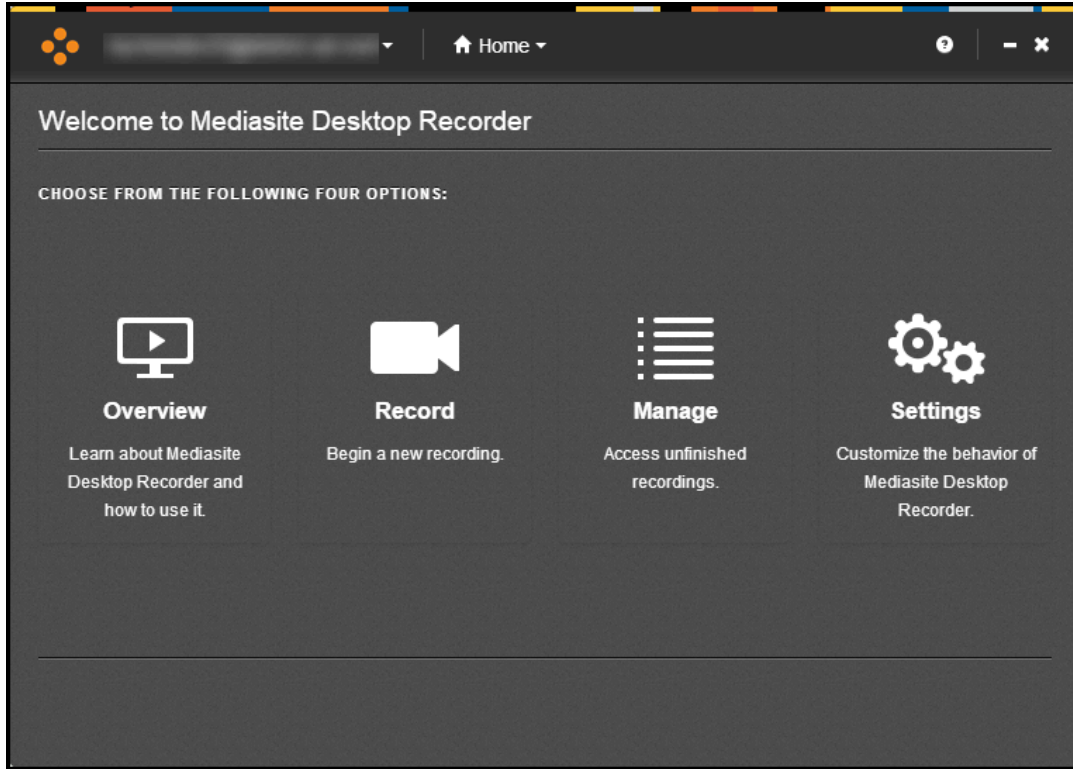 Home
Welcome to Mediasite Desktop Recorder
CHOOSE FROM THE FOLLOWING FOUR OPTIONS:
Overview
Learn about Mediasite
Desktop Recorder and
how to use it.
Record
Begin a new recording.
Manage
Access unfinished
recordings.
Settings
Customize the behavior of
Mediasite Desktop
Recorder.